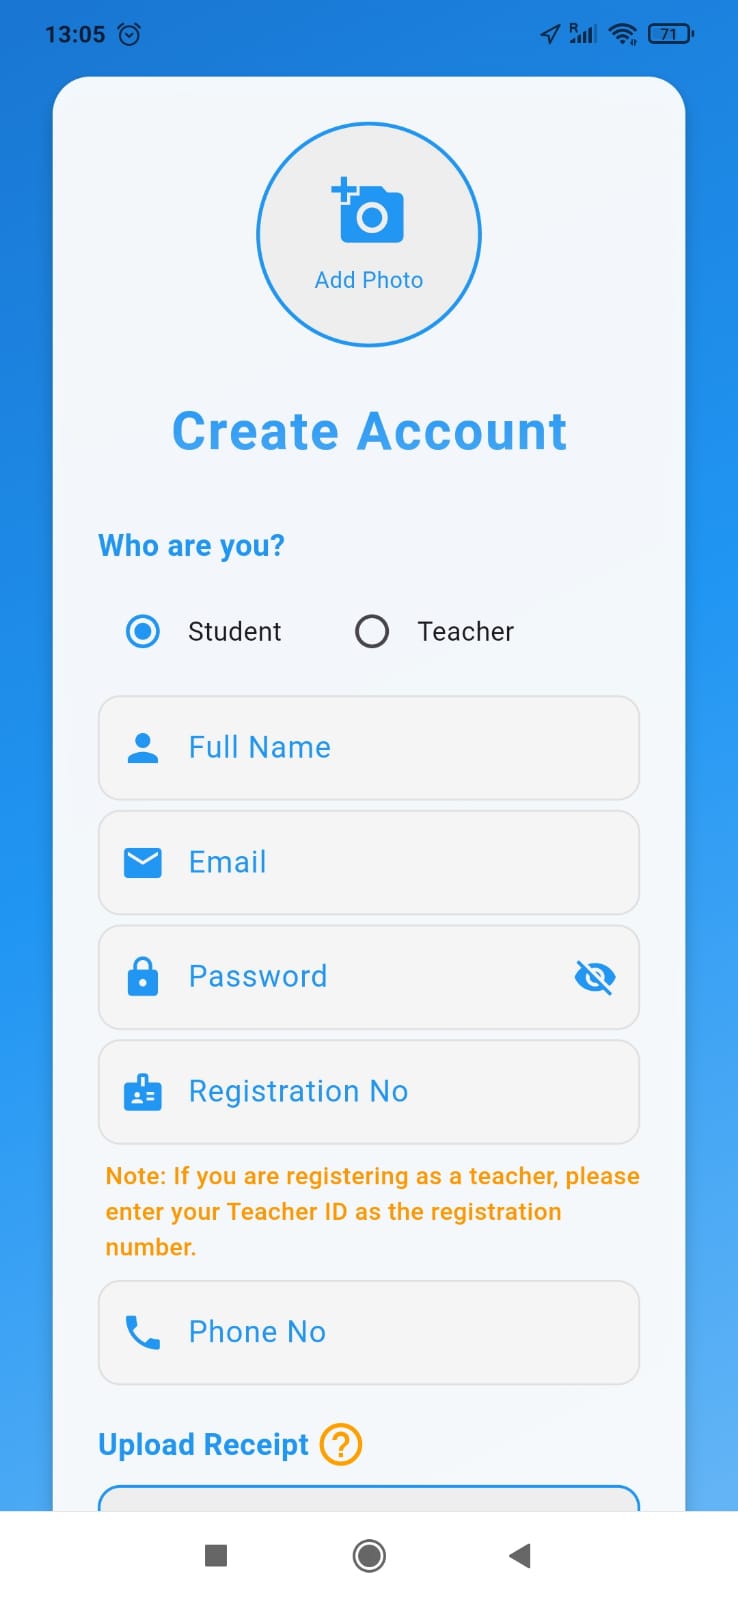 13:05
R
71
Add Photo
Create Account
Who are you?
Student
Teacher
Full Name
Email
Password
Registration No
Note: If you are registering as a teacher, please
enter your Teacher ID as the registration
number.
Phone No
Upload Receipt ?